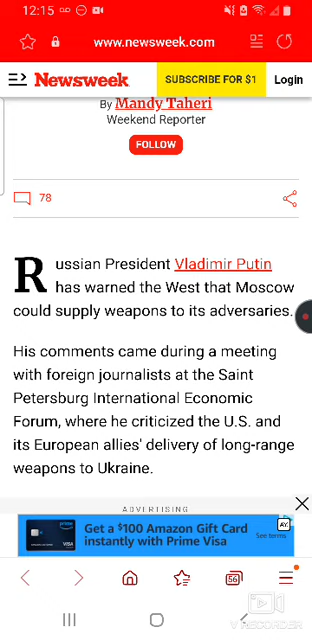 12:15
www.newsweek.com
Newsweek
SUBSCRIBE FOR $1
Login
By Mandy Taheri
Weekend Reporter
FOLLOW
78
Russian President Vladimir Putin
has warned the West that Moscow
could supply weapons to its adversaries.
His comments came during a meeting
with foreign journalists at the Saint
Petersburg International Economic
Forum, where he criticized the U.S. and
its European allies' delivery of long-range
weapons to Ukraine.
ADVERTISING
Get a $100 Amazon Gift Card
instantly with Prime Visa
See terms
prime
VISA
56
V RECORDER